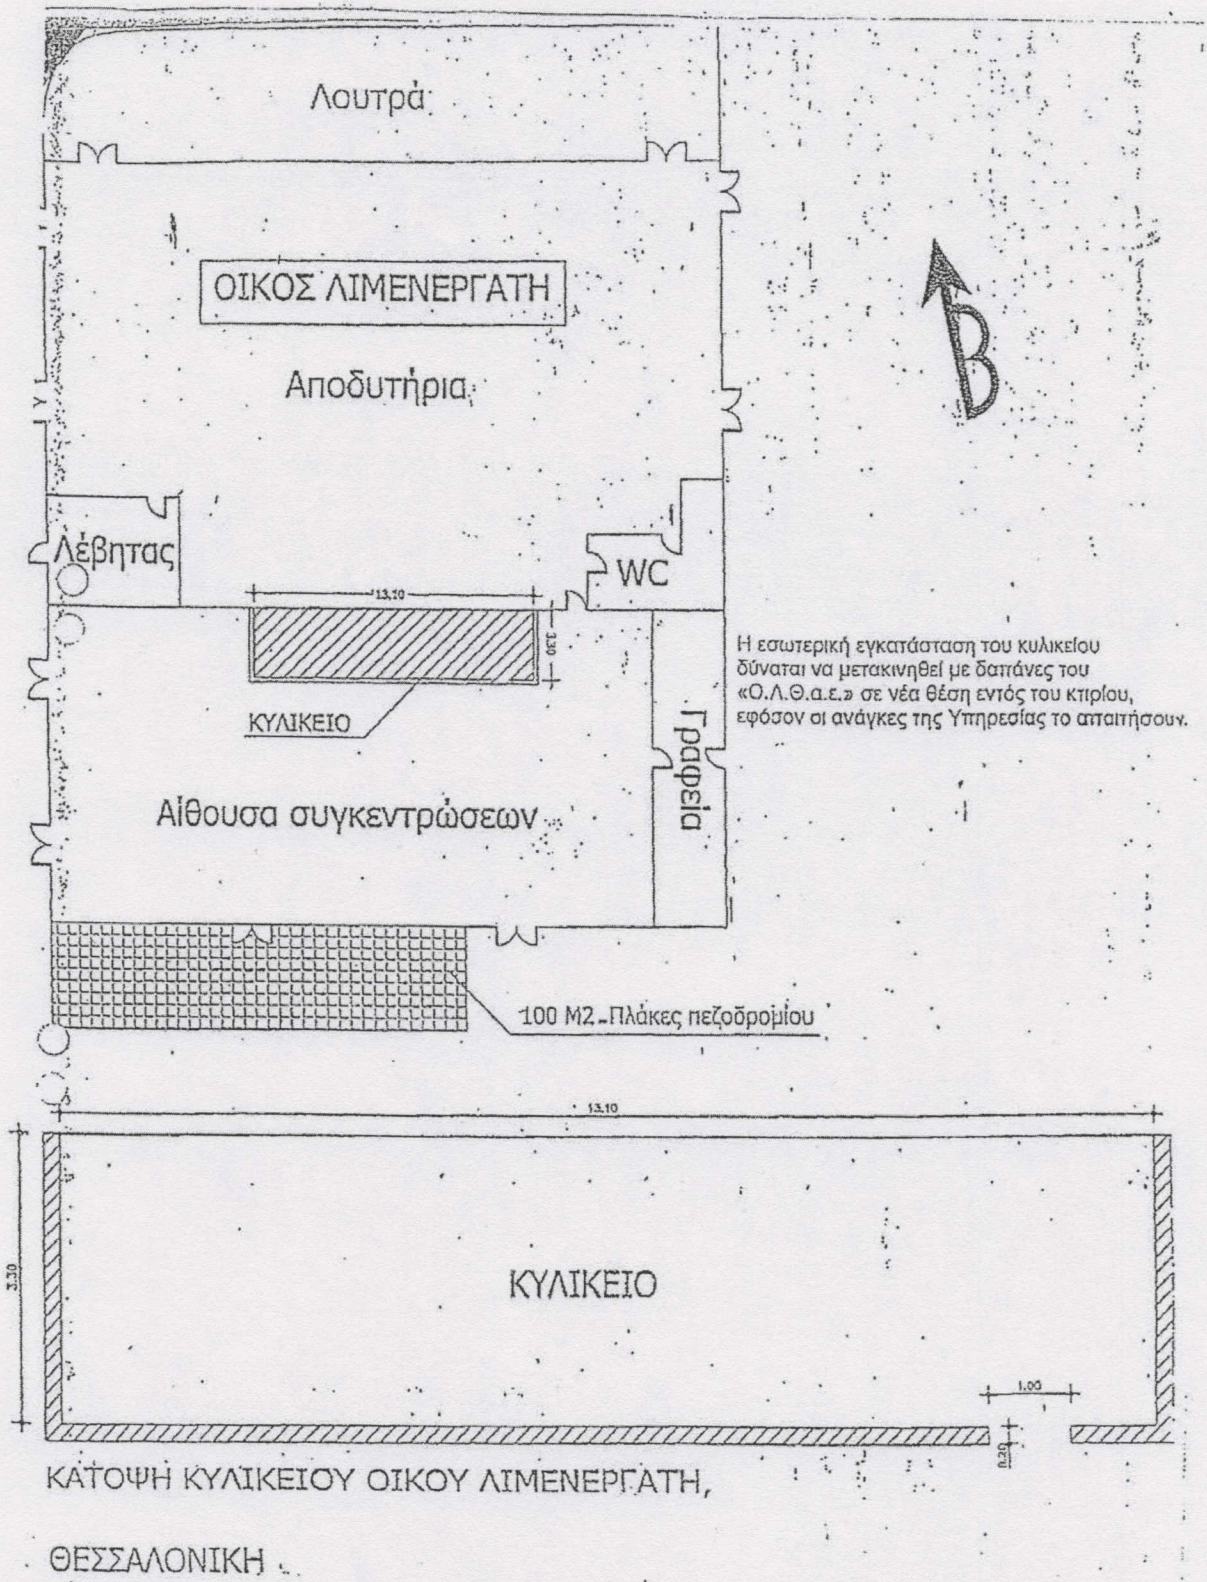 Λουτρά
ΟΙΚΟΣ ΛΙΜΕΝΕΡΓΑΤΗ
Αποδυτήρια
Β
Λέβητας
WC
13,10
3.30
Η εσωτερική εγκατάσταση του κυλικείου
δύναται να μετακινηθεί με δαπάνες του
«Ο.Λ.Θ.α.ε.» σε νέα θέση εντός του κτιρίου,
εφόσον οι ανάγκες της Υπηρεσίας το απαιτήσουν.
ΚΥΛΙΚΕΙΟ
Γραφεία
Αίθουσα συγκεντρώσεων
100 Μ2-Πλάκες πεζοδρομίου
13.10
3.30
ΚΥΛΙΚΕΙΟ
1.00
0.20
ΚΑΤΟΨΗ ΚΥΛΙΚΕΙΟΥ ΟΙΚΟΥ ΛΙΜΕΝΕΡΓΑΤΗ,
ΘΕΣΣΑΛΟΝΙΚΗ